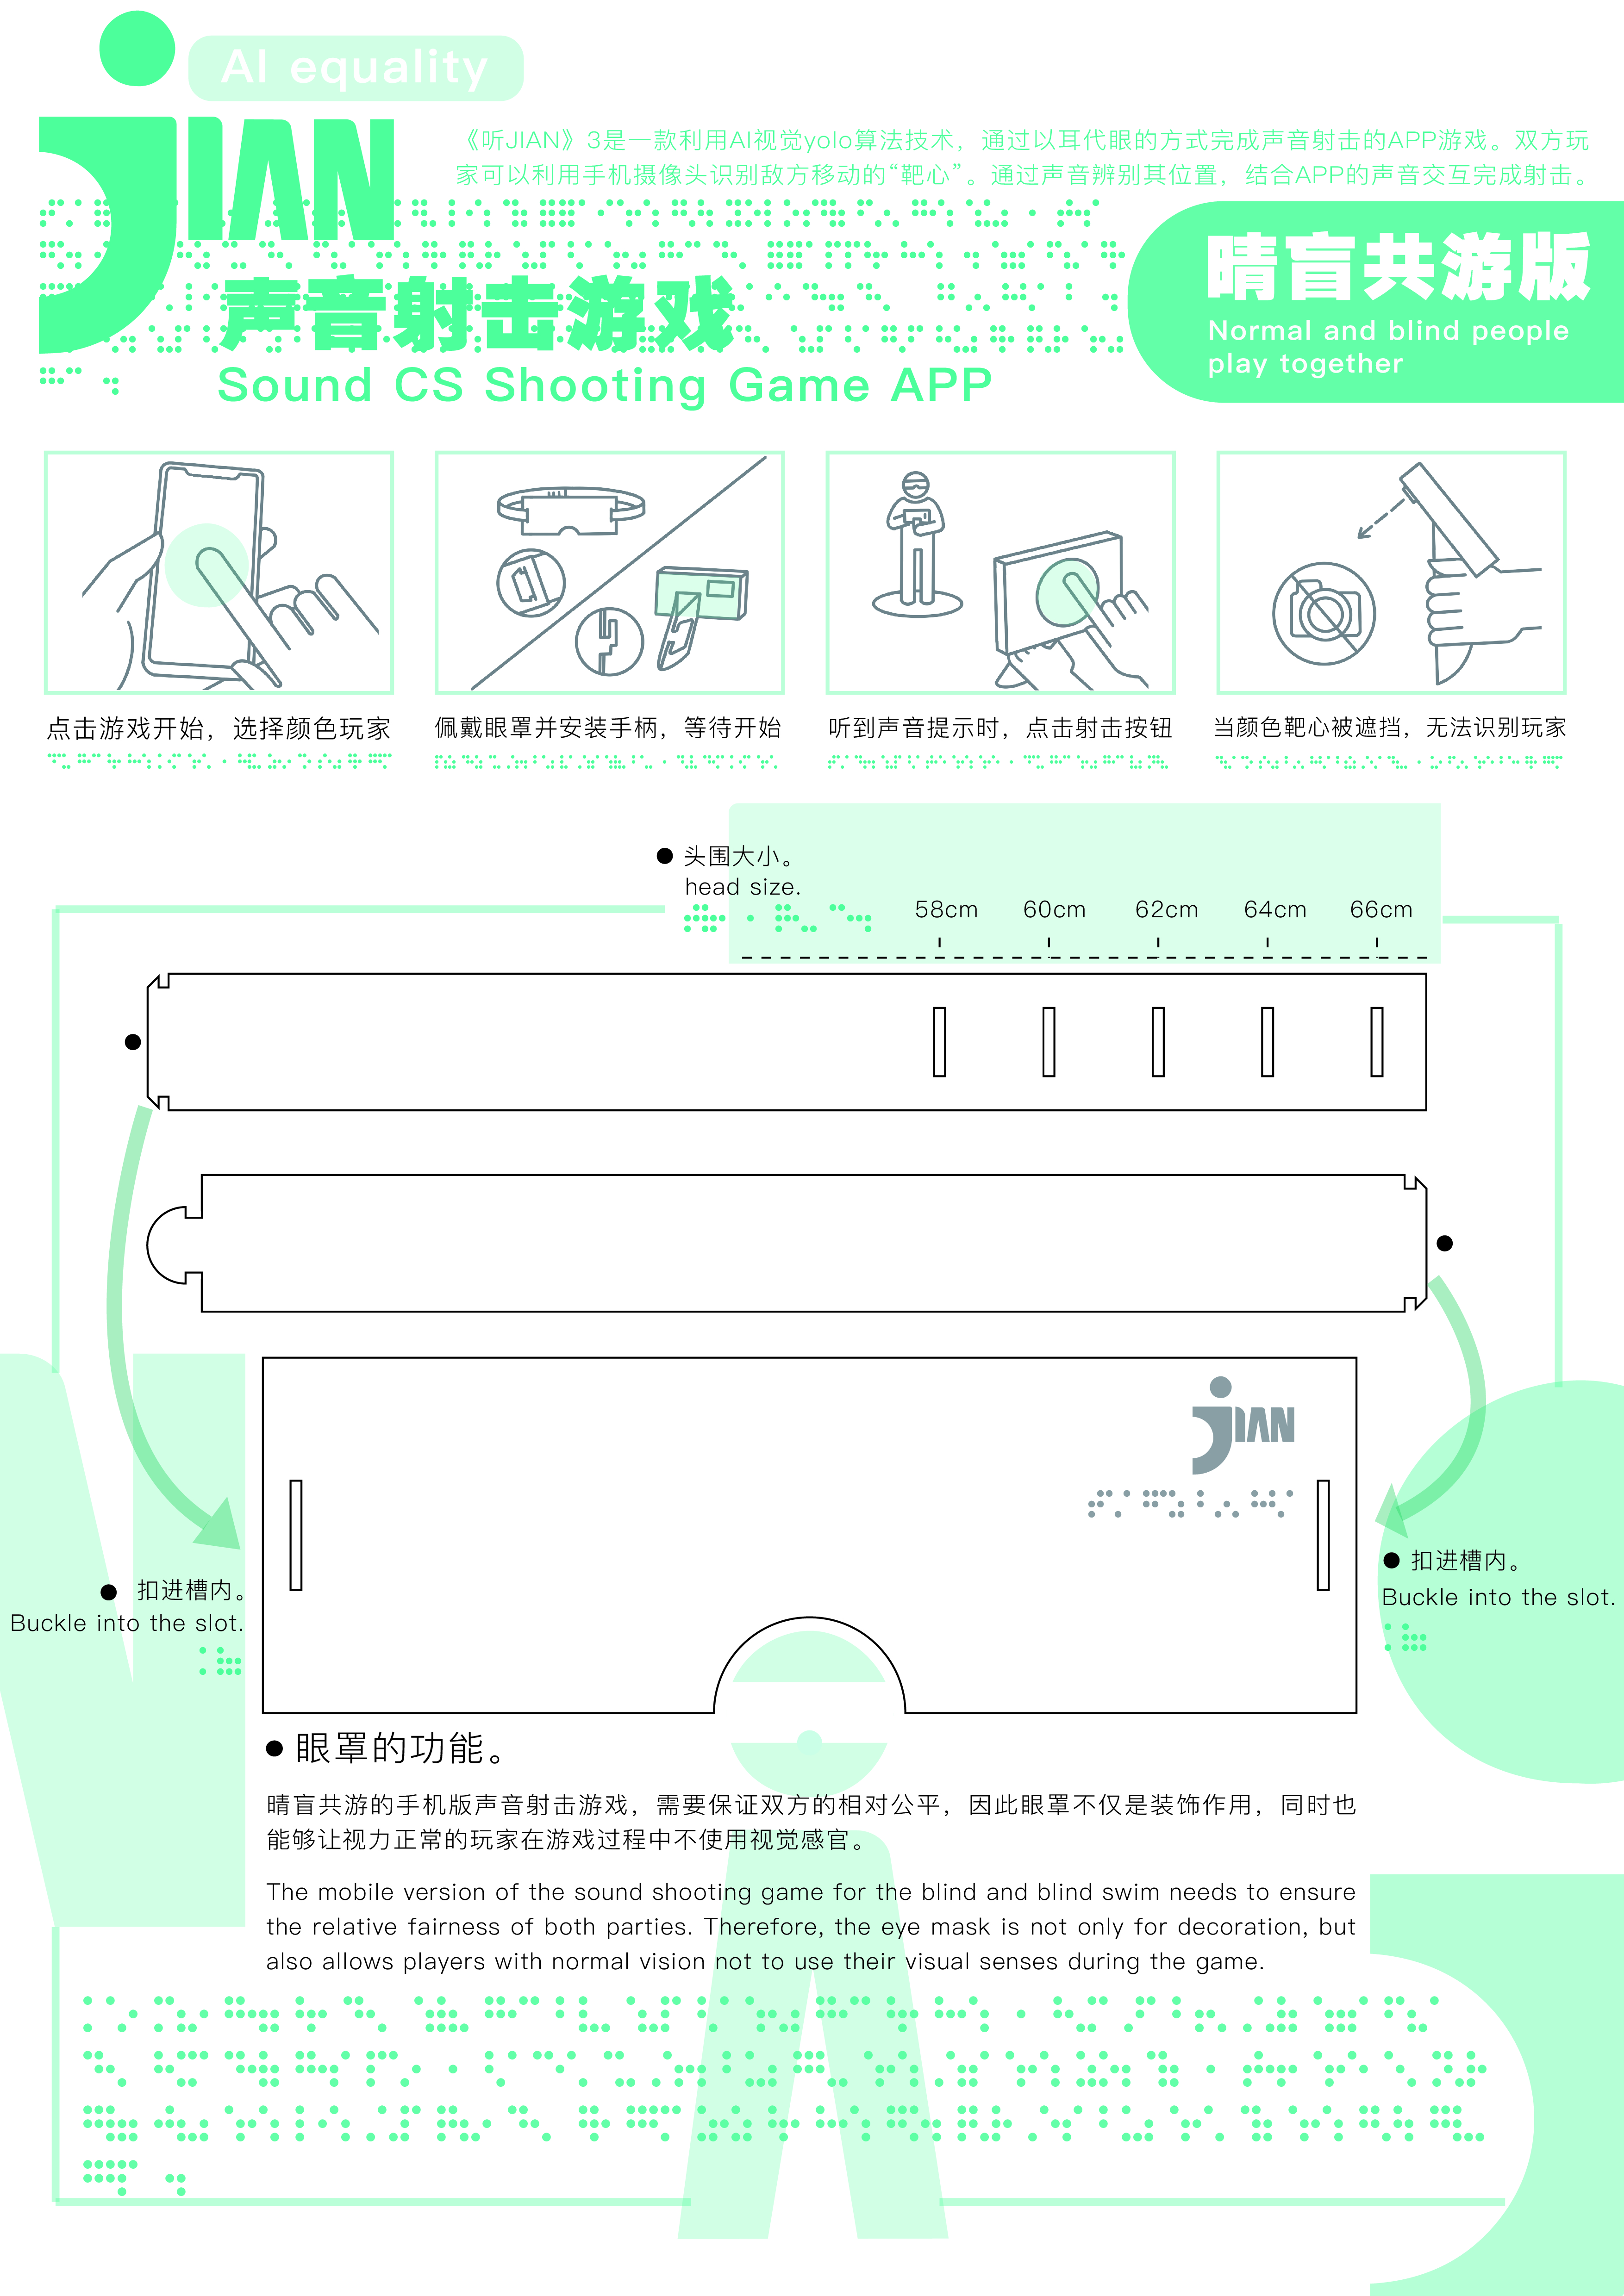 AI equality
JIAN
《听JIAN》3是一款利用AI视觉yolo算法技术，通过以耳代眼的方式完成声音射击的APP游戏。双方玩
家可以利用手机摄像头识别敌方移动的“靶心”。通过声音辨别其位置，结合APP的声音交互完成射击。
声音射击游戏
Sound CS Shooting Game APP
晴盲共游版
Normal and blind people
play together
点击游戏开始，选择颜色玩家
佩戴眼罩并安装手柄，等待开始
听到声音提示时，点击射击按钮
当颜色靶心被遮挡，无法识别玩家
头围大小。
head size.
58cm 60cm 62cm 64cm 66cm
JIAN
扣进槽内。
Buckle into the slot.
扣进槽内。
Buckle into the slot.
眼罩的功能。
晴盲共游的手机版声音射击游戏，需要保证双方的相对公平，因此眼罩不仅是装饰作用，同时也
能够让视力正常的玩家在游戏过程中不使用视觉感官。
The mobile version of the sound shooting game for the blind and blind swim needs to ensure
the relative fairness of both parties. Therefore, the eye mask is not only for decoration, but
also allows players with normal vision not to use their visual senses during the game.